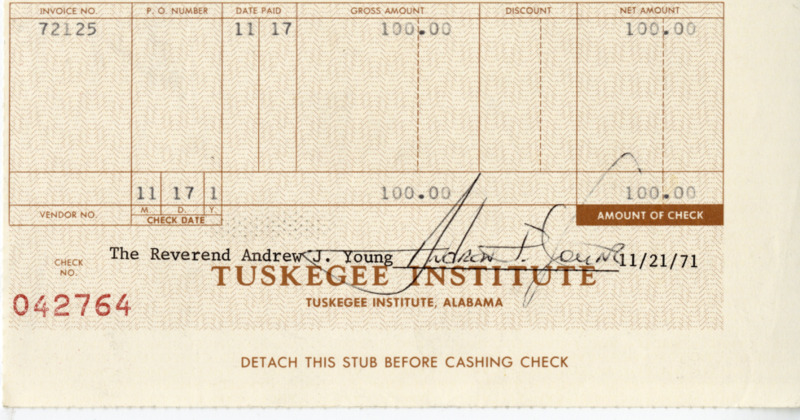 INVOICE NO. P. O. NUMBER DATE PAID GROSS AMOUNT DISCOUNT NET AMOUNT
72125 11 17 100.00 100.00
11 17 1 100.00 100.00
M. D. Y.
VENDOR NO. CHECK DATE AMOUNT OF CHECK
The Reverend Andrew J. Young Andrew J. Young 11/21/71
CHECK
NO.
TUSKEGEE INSTITUTE
042764
TUSKEGEE INSTITUTE, ALABAMA
DETACH THIS STUB BEFORE CASHING CHECK